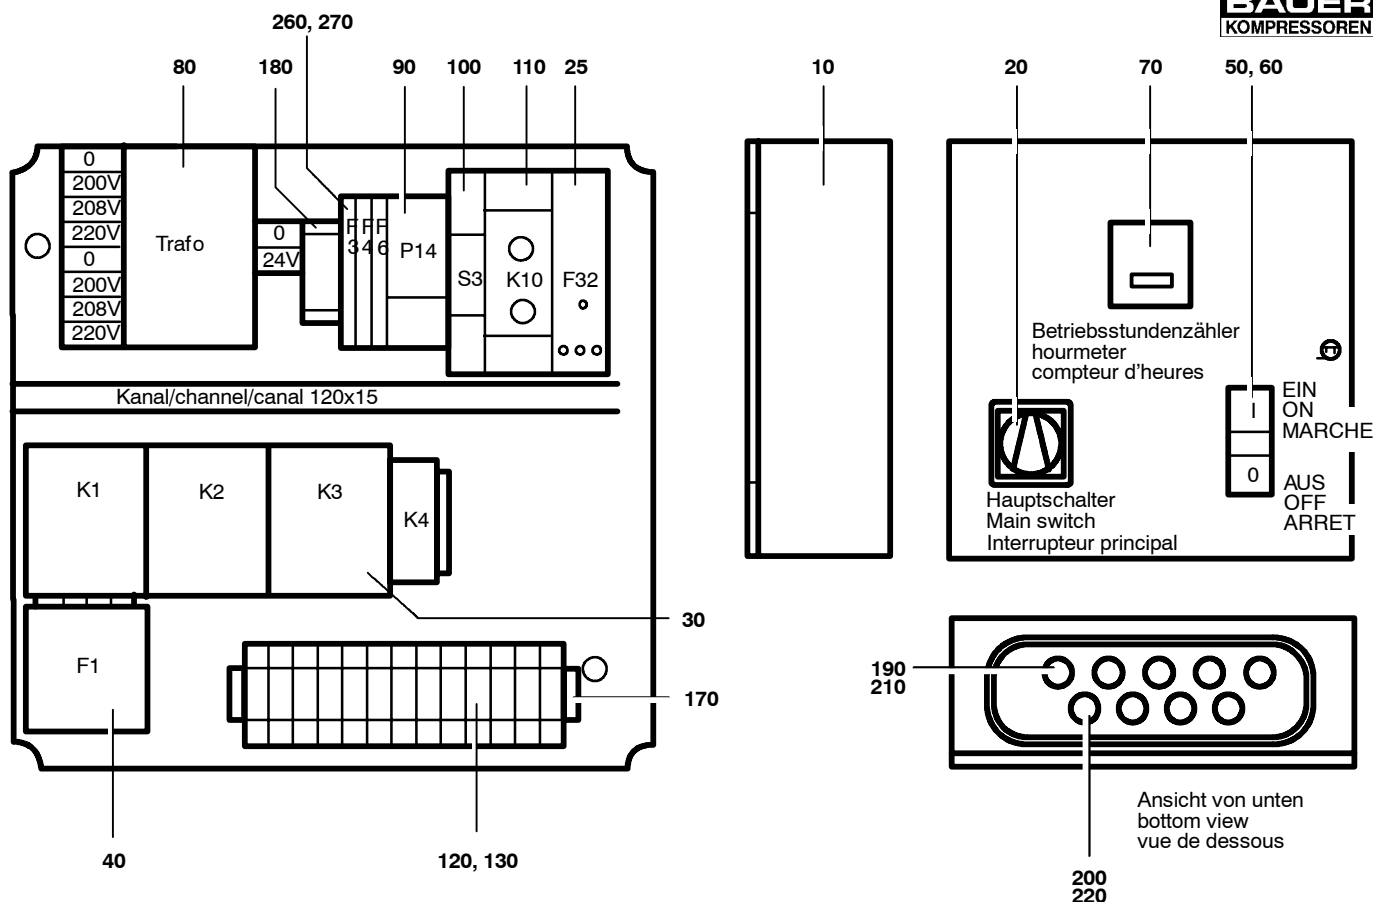 BAUER
KOMPRESSOREN
260, 270
80
180
90
100
110
25
10
20
70
50, 60
0
200V
208V
220V
0
200V
208V
220V
Trafo
0
24V
F3
F4
F6
P14
S3
K10
F32
Kanal/channel/canal 120x15
K1
K2
K3
K4
F1
30
170
40
120, 130
Betriebsstundenzähler
hourmeter
compteur d'heures
Hauptschalter
Main switch
Interrupteur principal
I
0
EIN
ON
MARCHE
AUS
OFF
ARRET
190
210
200
220
Ansicht von unten
bottom view
vue de dessous